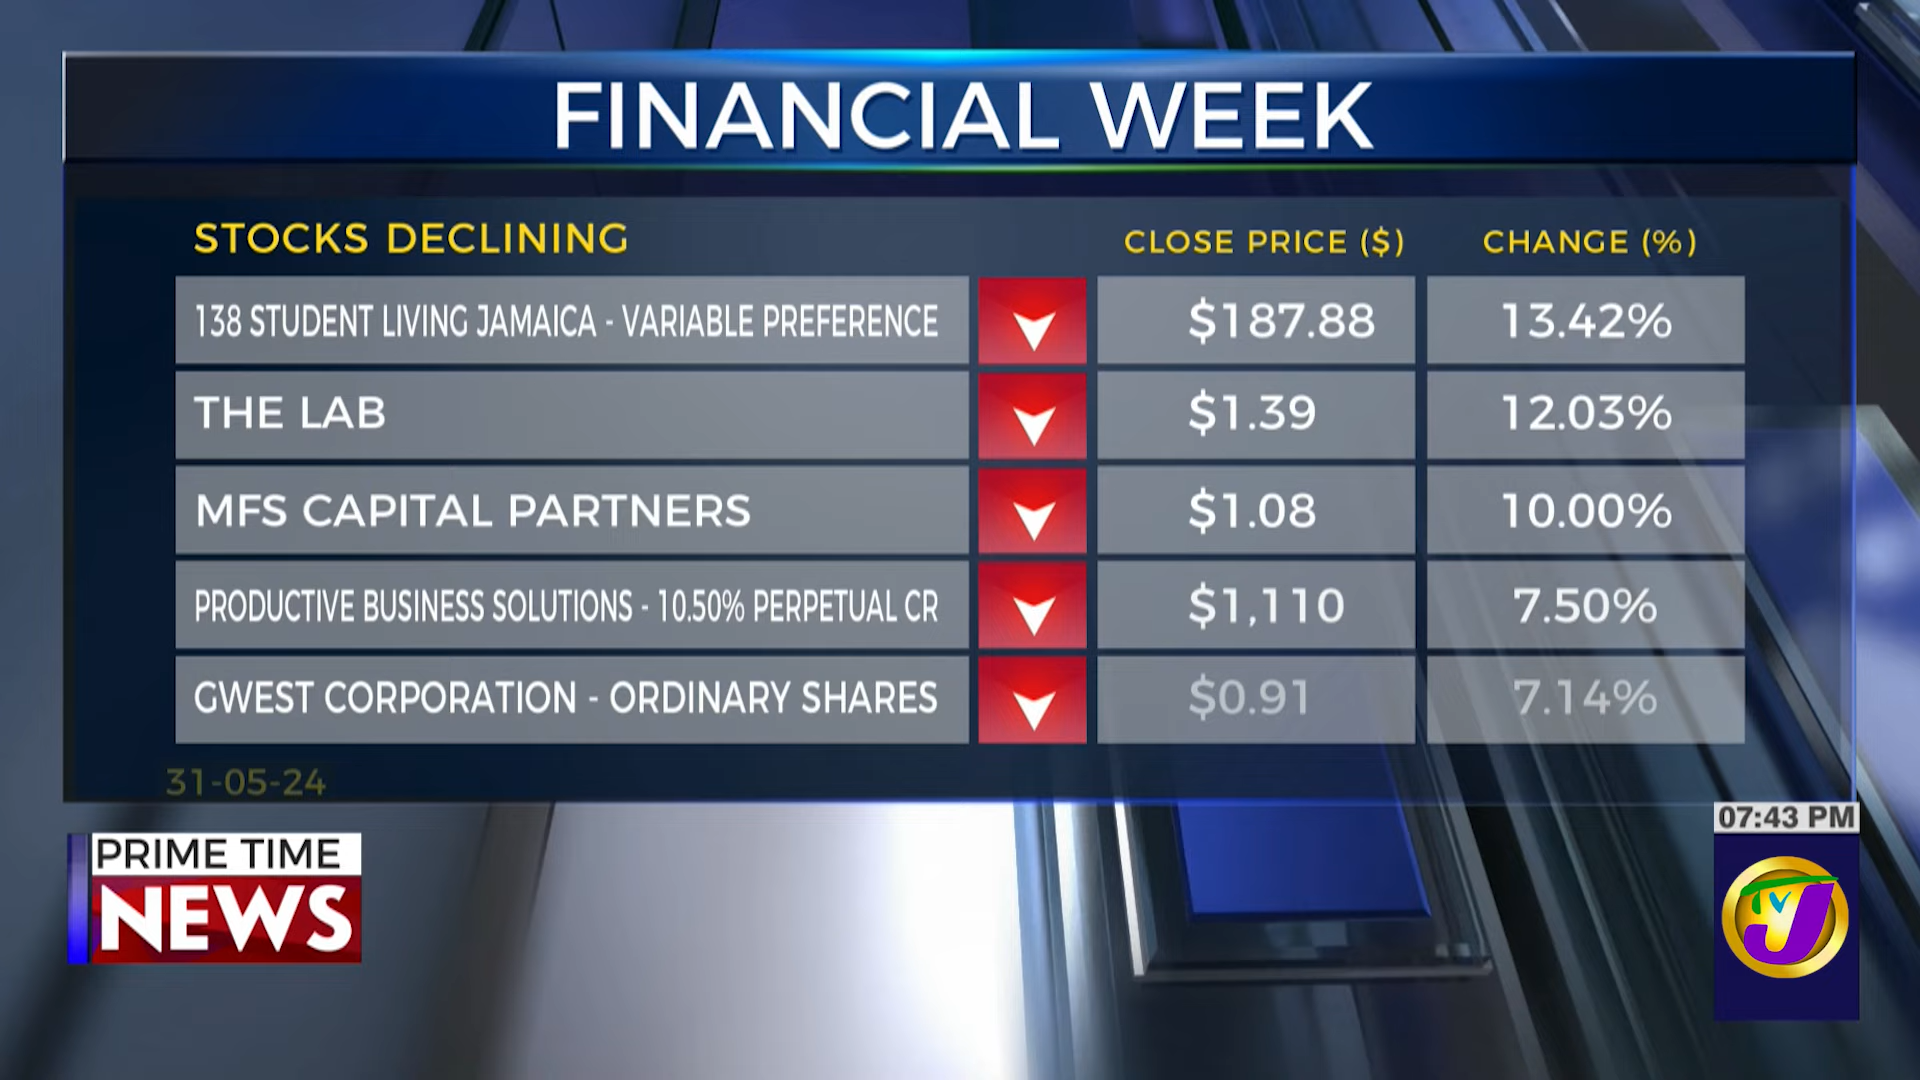 FINANCIAL WEEK
STOCKS DECLINING CLOSE PRICE ($) CHANGE (%)
138 STUDENT LIVING JAMAICA - VARIABLE PREFERENCE $187.88 13.42%
THE LAB $1.39 12.03%
MFS CAPITAL PARTNERS $1.08 10.00%
PRODUCTIVE BUSINESS SOLUTIONS - 10.50% PERPETUAL CR $1,110 7.50%
GWEST CORPORATION - ORDINARY SHARES $0.91 7.14%
31-05-24
07:43 PM
PRIME TIME
NEWS
TVJ